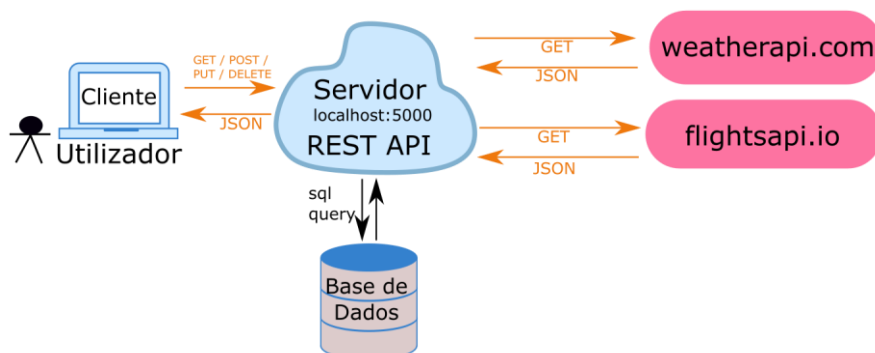 Cliente
Utilizador
GET / POST /
PUT / DELETE
JSON
Servidor
localhost:5000
REST API
GET
JSON
weatherapi.com
GET
JSON
flightsapi.io
sql
query
Base de
Dados